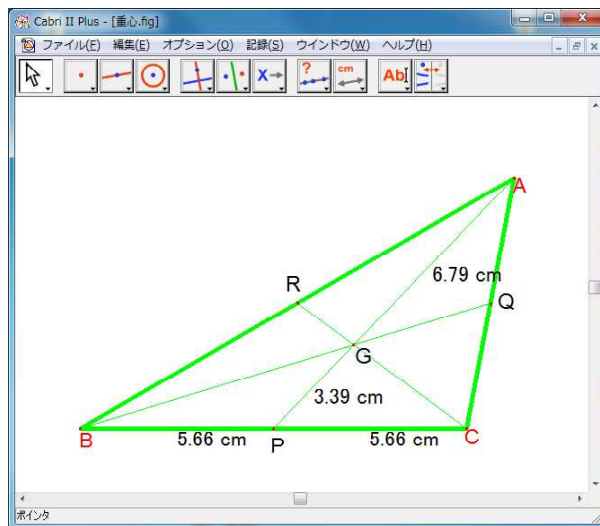 Cabri II Plus - [重心.fig]
ファイル(F) 編集(E) オプション(O) 記録(S) ウインドウ(W) ヘルプ(H)
X
?
cm
Ab
A
6.79 cm
R
Q
G
3.39 cm
B
5.66 cm
P
5.66 cm
C
ポインタ